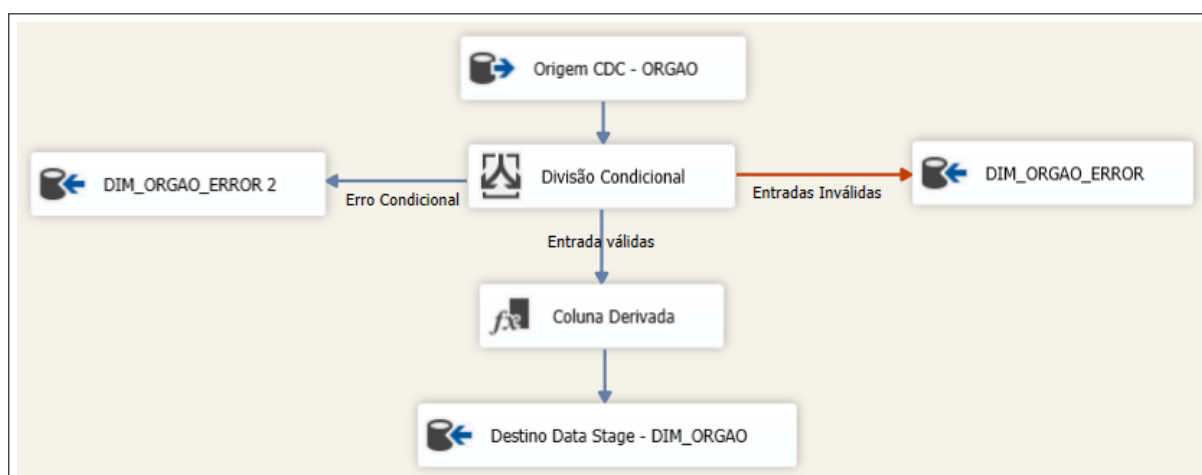 Origem CDC - ORGAO
DIM_ORGAO_ERROR 2
Erro Condicional
Divisão Condicional
Entradas Inválidas
DIM_ORGAO_ERROR
Entrada válidas
Coluna Derivada
Destino Data Stage - DIM_ORGAO